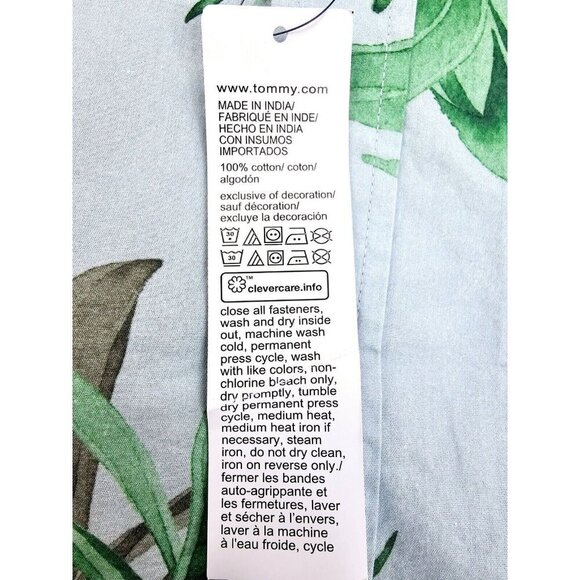 www.tommy.com
MADE IN INDIA/
FABRIQUÉ EN INDE/
HECHO EN INDIA
CON INSUMOS
IMPORTADOS
100% cotton/ coton/
algodón
exclusive of decoration/
sauf décoration/
excluye la decoración
30
30
TM
clevercare.info
close all fasteners,
wash and dry inside
out, machine wash
cold, permanent
press cycle, wash
with like colors, non-
chlorine bleach only,
dry promptly, tumble
dry permanent press
cycle, medium heat,
medium heat iron if
necessary, steam
iron, do not dry clean,
iron on reverse only./
fermer les bandes
auto-agrippante et
les fermetures, laver
et sécher à l'envers,
laver à la machine
à l'eau froide, cycle